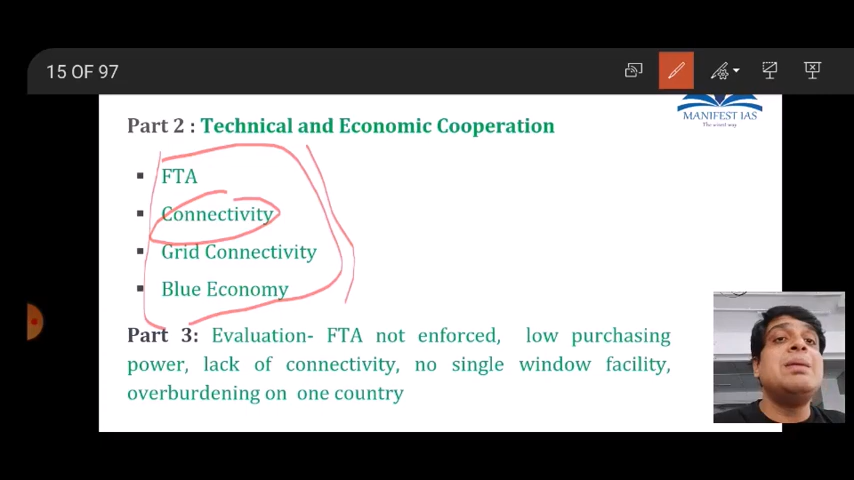 15 OF 97
MANIFEST IAS
Part 2 : Technical and Economic Cooperation
▪ FTA
▪ Connectivity
▪ Grid Connectivity
▪ Blue Economy
Part 3: Evaluation- FTA not enforced, low purchasing
power, lack of connectivity, no single window facility,
overburdening on one country